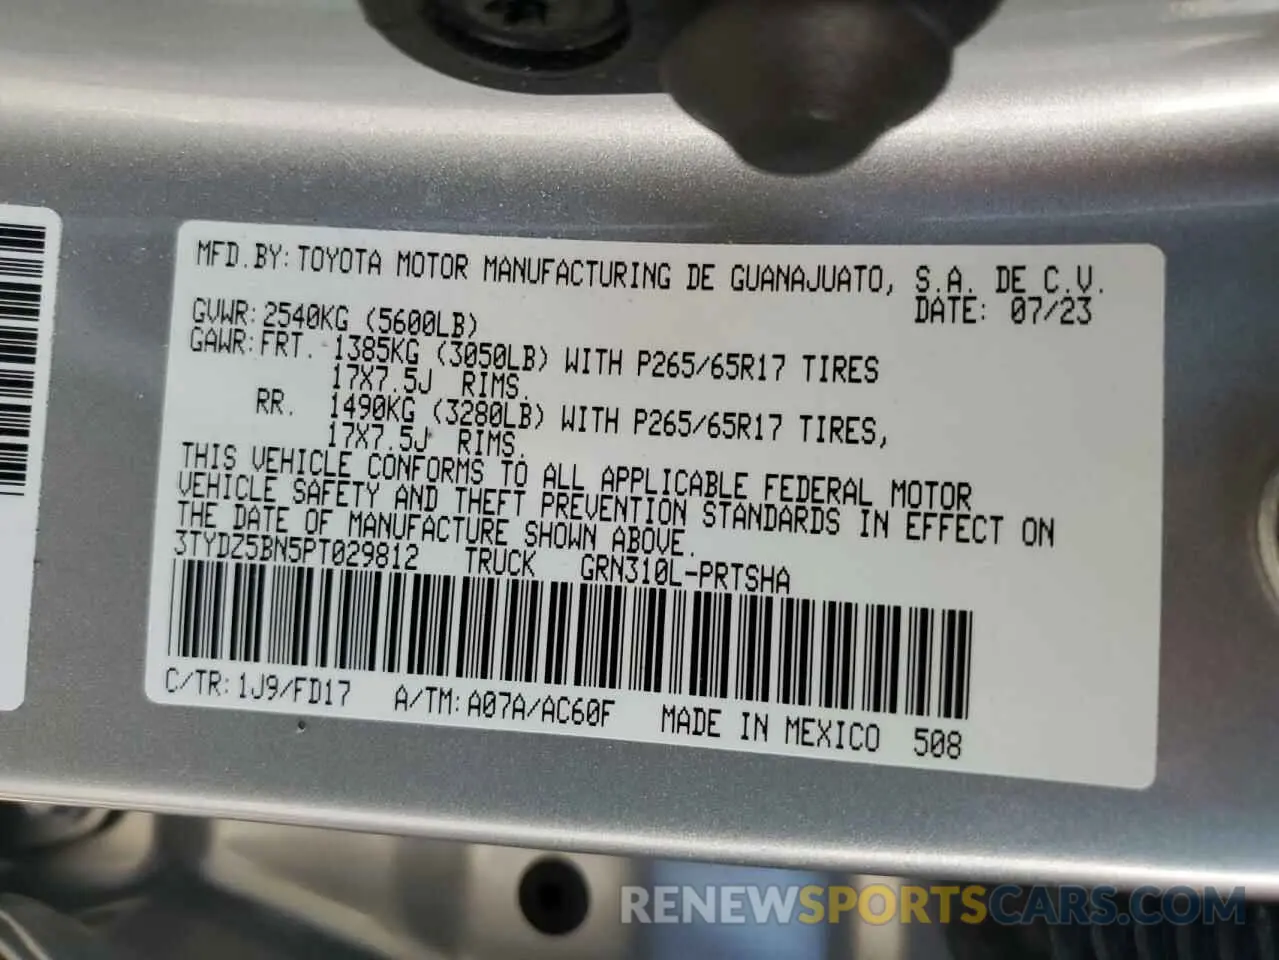 MFD.BY:TOYOTA MOTOR MANUFACTURING DE GUANAJUATO, S.A. DE C.V.
GVWR:2540KG (5600LB) DATE: 07/23
GAWR:FRT. 1385KG (3050LB) WITH P265/65R17 TIRES
17X7.5J RIMS.
RR. 1490KG (3280LB) WITH P265/65R17 TIRES,
17X7.5J RIMS.
THIS VEHICLE CONFORMS TO ALL APPLICABLE FEDERAL MOTOR
VEHICLE SAFETY AND THEFT PREVENTION STANDARDS IN EFFECT ON
THE DATE OF MANUFACTURE SHOWN ABOVE.
3TYDZ5BN5PT029812 TRUCK GRN310L-PRTSHA
C/TR:1J9/FD17 A/TM:A07A/AC60F MADE IN MEXICO 508
RENEWSPORTSCARS.COM